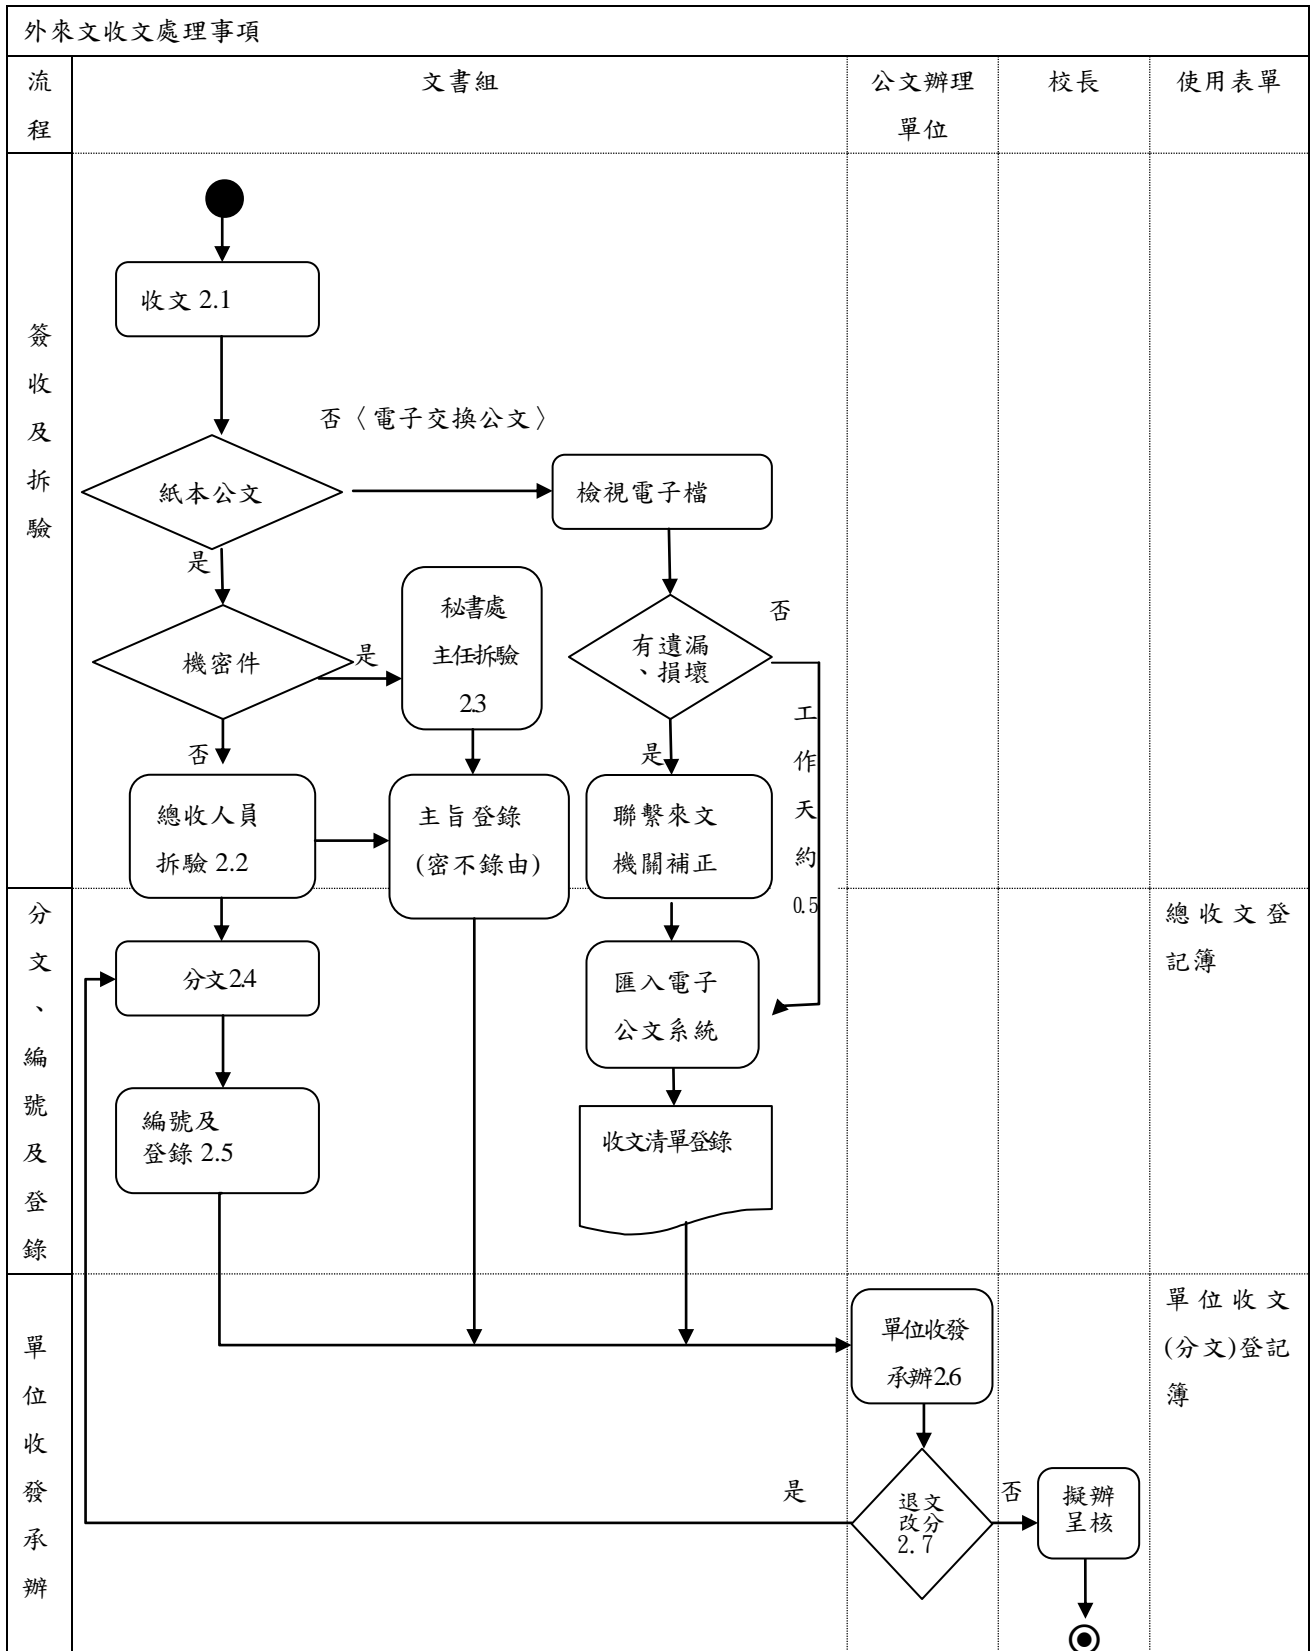 外來文收文處理事項
流
程
文書組
公文辦理
單位
校長
使用表單
簽
收
及
拆
驗
收文 2.1
否〈電子交換公文〉
紙本公文
檢視電子檔
是
機密件
是
秘書處
主任拆驗
2.3
有遺漏
、損壞
否
否
是
工
作
天
約
0.5
總收人員
拆驗 2.2
主旨登錄
(密不錄由)
聯繫來文
機關補正
分
文
、
編
號
及
登
錄
總收文登
記簿
分文2.4
匯入電子
公文系統
編號及
登錄 2.5
收文清單登錄
單
位
收
發
承
辦
單位收發
承辦2.6
單位收文
(分文)登記
簿
是
退文
改分
2.7
否
擬辦
呈核